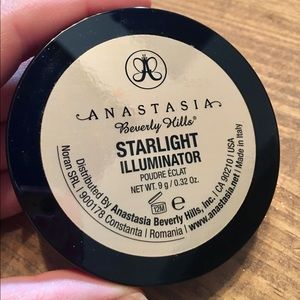 ANASTASIA
Beverly Hills®
STARLIGHT
ILLUMINATOR
POUDRE ÉCLAT
NET WT. 9 g / 0.32 Oz.
12M e
Distributed By Anastasia Beverly Hills, Inc. / CA 90210 / USA
Noran SRL / 900178 Constanta / Romania / www.anastasia.net / Made in Italy